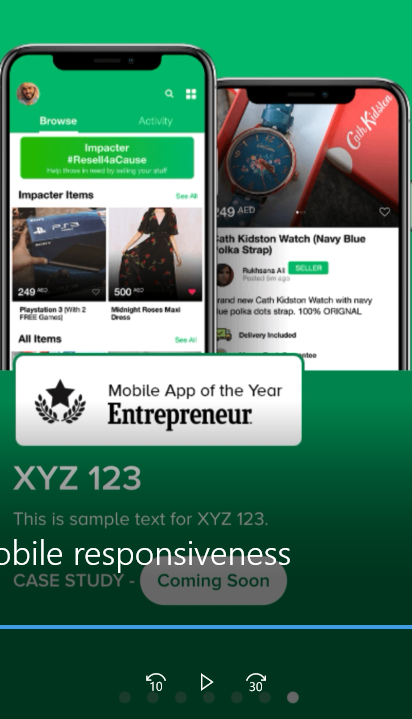 Browse
Activity
Impacter
#Resell4aCause
Help those in need by selling your stuff
Impacter Items
See All
249 AED
500 AED
Playstation 3 (With 2
FREE Games)
Midnight Roses Maxi
Dress
All Items
See All
Cath Kidston
249 AED
Cath Kidston Watch (Navy Blue
Polka Strap)
Rukhsana Ali
SELLER
Posted 5m ago
rand new Cath Kidston Watch with navy
lue polka dots strap. 100% ORIGNAL
Delivery Included
Mobile App of the Year
Entrepreneur
XYZ 123
This is sample text for XYZ 123.
obile responsiveness
CASE STUDY - Coming Soon
10
30